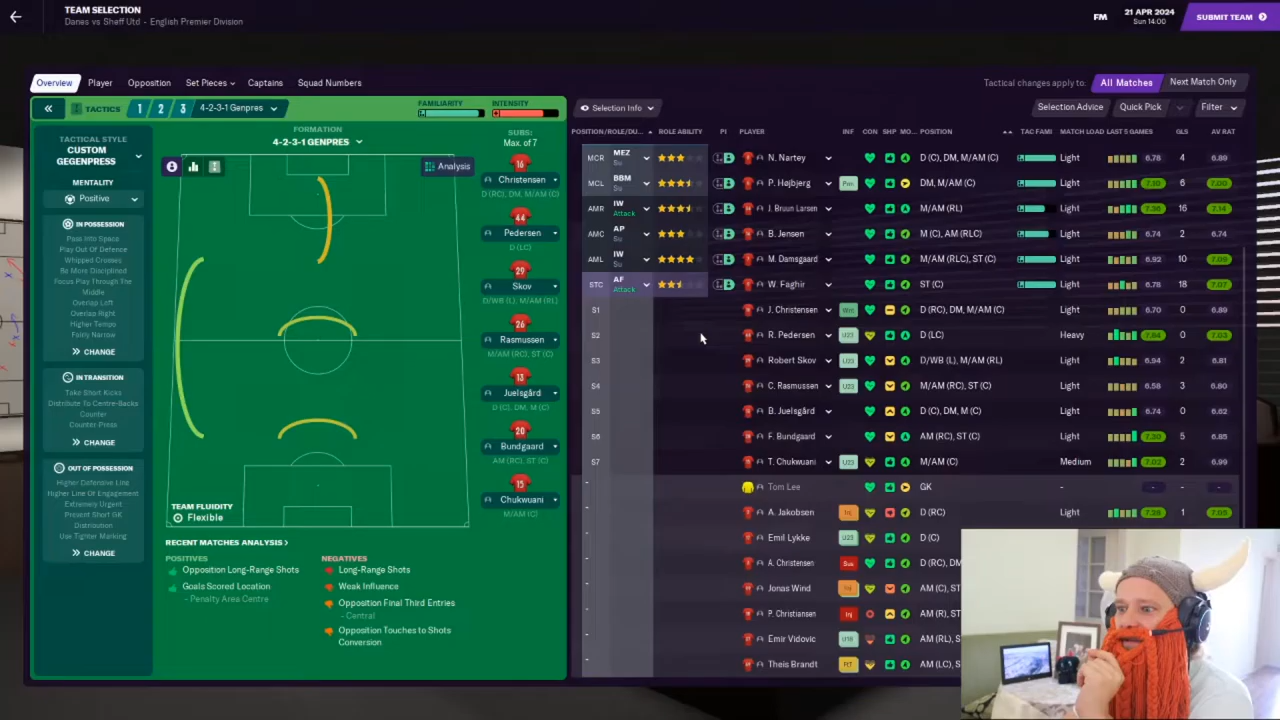 TEAM SELECTION
Danes vs Sheff Utd - English Premier Division
FM
21 APR 2024
Sun 14:00
SUBMIT TEAM
Overview Player Opposition Set Pieces Captains Squad Numbers
Tactical changes apply to: All Matches Next Match Only
TACTICS 1 2 3 4-2-3-1 Genpres
FAMILIARITY INTENSITY
Selection Info
Selection Advice Quick Pick Filter
TACTICAL STYLE
CUSTOM
GEGENPRESS
MENTALITY
Positive
IN POSSESSION
Pass Into Space
Play Out Of Defence
Whipped Crosses
Be More Disciplined
Focus Play Through The
Middle
Overlap Left
Overlap Right
Higher Tempo
Fairly Narrow
CHANGE
IN TRANSITION
Take Short Kicks
Distribute To Centre-Backs
Counter
Counter Press
CHANGE
OUT OF POSSESSION
Higher Defensive Line
Higher Line Of Engagement
Extremely Urgent
Prevent Short GK
Distribution
Use Tighter Marking
CHANGE
FORMATION
4-2-3-1 GENPRES
Analysis
TEAM FLUIDITY
Flexible
SUBS:
Max. of 7
16
Christensen
D (RC), DM, M/AM (C)
44
Pedersen
D (LC)
29
Skov
D/WB (L), M/AM (RL)
26
Rasmussen
M/AM (RC), ST (C)
13
Juelsgård
D (C), DM, M (C)
20
Bundgaard
AM (RC), ST (C)
15
Chukwuani
M/AM (C)
RECENT MATCHES ANALYSIS
POSITIVES
Opposition Long-Range Shots
Goals Scored Location
- Penalty Area Centre
NEGATIVES
Long-Range Shots
Weak Influence
Opposition Final Third Entries
- Central
Opposition Touches to Shots
Conversion
POSITION/ROLE/DU... ROLE ABILITY PI PLAYER INF CON SHP MO... POSITION TAC FAMI MATCH LOAD LAST 5 GAMES GLS AV RAT
MCR MEZ Su N. Nartey D (C), DM, M/AM (C) Light 6.76 4 6.89
MCL BBM Su P. Højbjerg Prm DM, M/AM (C) Light 7.10 0 7.00
AMR IW Attack J. Bruun Larsen M/AM (RL) Light 7.36 16 7.14
AMC AP Su B. Jensen M (C), AM (RLC) Light 6.74 2 6.74
AML IW Su M. Damsgaard M/AM (RLC), ST (C) Light 6.92 10 7.09
STC AF Attack W. Faghir ST (C) Light 6.78 18 7.07
S1 J. Christensen D (RC), DM, M/AM (C) Light 6.70 0 6.89
S2 R. Pedersen U23 D (LC) Heavy 7.64 0 7.03
S3 Robert Skov U23 D/WB (L), M/AM (RL) Light 6.94 2 6.81
S4 C. Rasmussen U23 M/AM (RC), ST (C) Light 6.58 3 6.80
S5 B. Juelsgård D (C), DM, M (C) Light 6.74 0 6.62
S6 F. Bundgaard AM (RC), ST (C) Light 7.30 5 6.85
S7 T. Chukwuani U23 M/AM (C) Medium 7.02 2 6.99
- Tom Lee GK - - -
- A. Jakobsen Inj D (RC) Light 7.28 1 7.05
- Emil Lykke U23 D (C)
- A. Christensen Sus D (RC), DM
- Jonas Wind Inj M/AM (C), S
- P. Christiansen Inj AM (R), ST
- Emir Vidovic U18 AM (RL), S
- Theis Brandt AM (LC), S